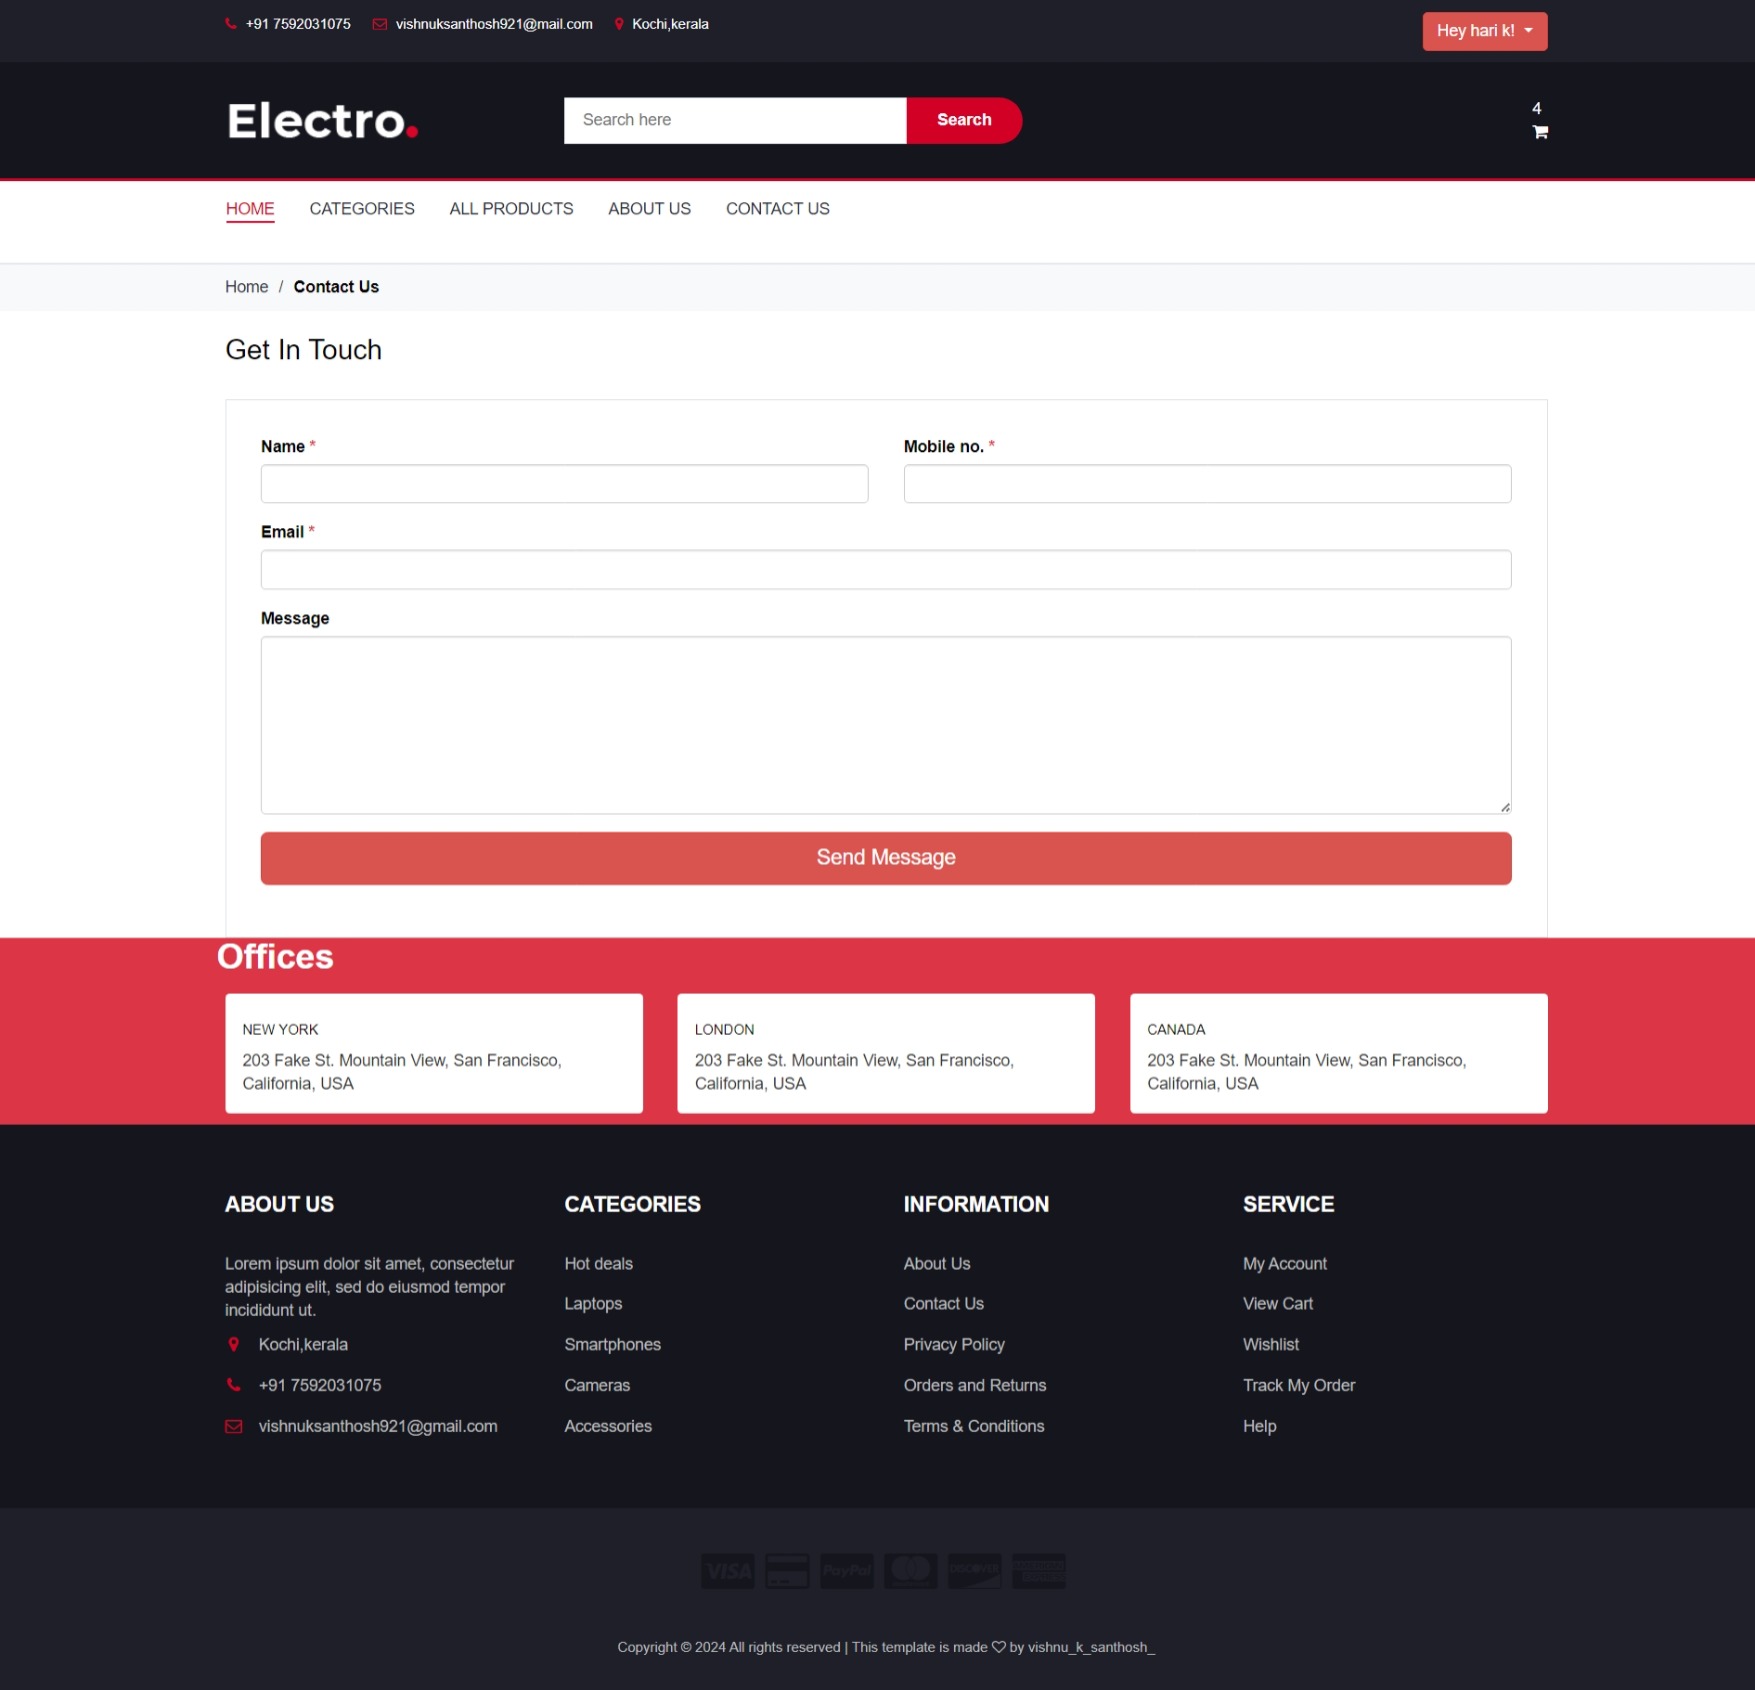 +91 7592031075 vishnuksanthosh921@mail.com Kochi,kerala Hey hari k!
Electro. Search here Search 4
HOME CATEGORIES ALL PRODUCTS ABOUT US CONTACT US
Home / Contact Us
Get In Touch
Name * Mobile no. *
Email *
Message
Send Message
Offices
NEW YORK
203 Fake St. Mountain View, San Francisco,
California, USA
LONDON
203 Fake St. Mountain View, San Francisco,
California, USA
CANADA
203 Fake St. Mountain View, San Francisco,
California, USA
ABOUT US
Lorem ipsum dolor sit amet, consectetur
adipisicing elit, sed do eiusmod tempor
incididunt ut.
Kochi,kerala
+91 7592031075
vishnuksanthosh921@gmail.com
CATEGORIES
Hot deals
Laptops
Smartphones
Cameras
Accessories
INFORMATION
About Us
Contact Us
Privacy Policy
Orders and Returns
Terms & Conditions
SERVICE
My Account
View Cart
Wishlist
Track My Order
Help
VISA PayPal DISCOVER
Copyright © 2024 All rights reserved | This template is made ♡ by vishnu_k_santhosh_